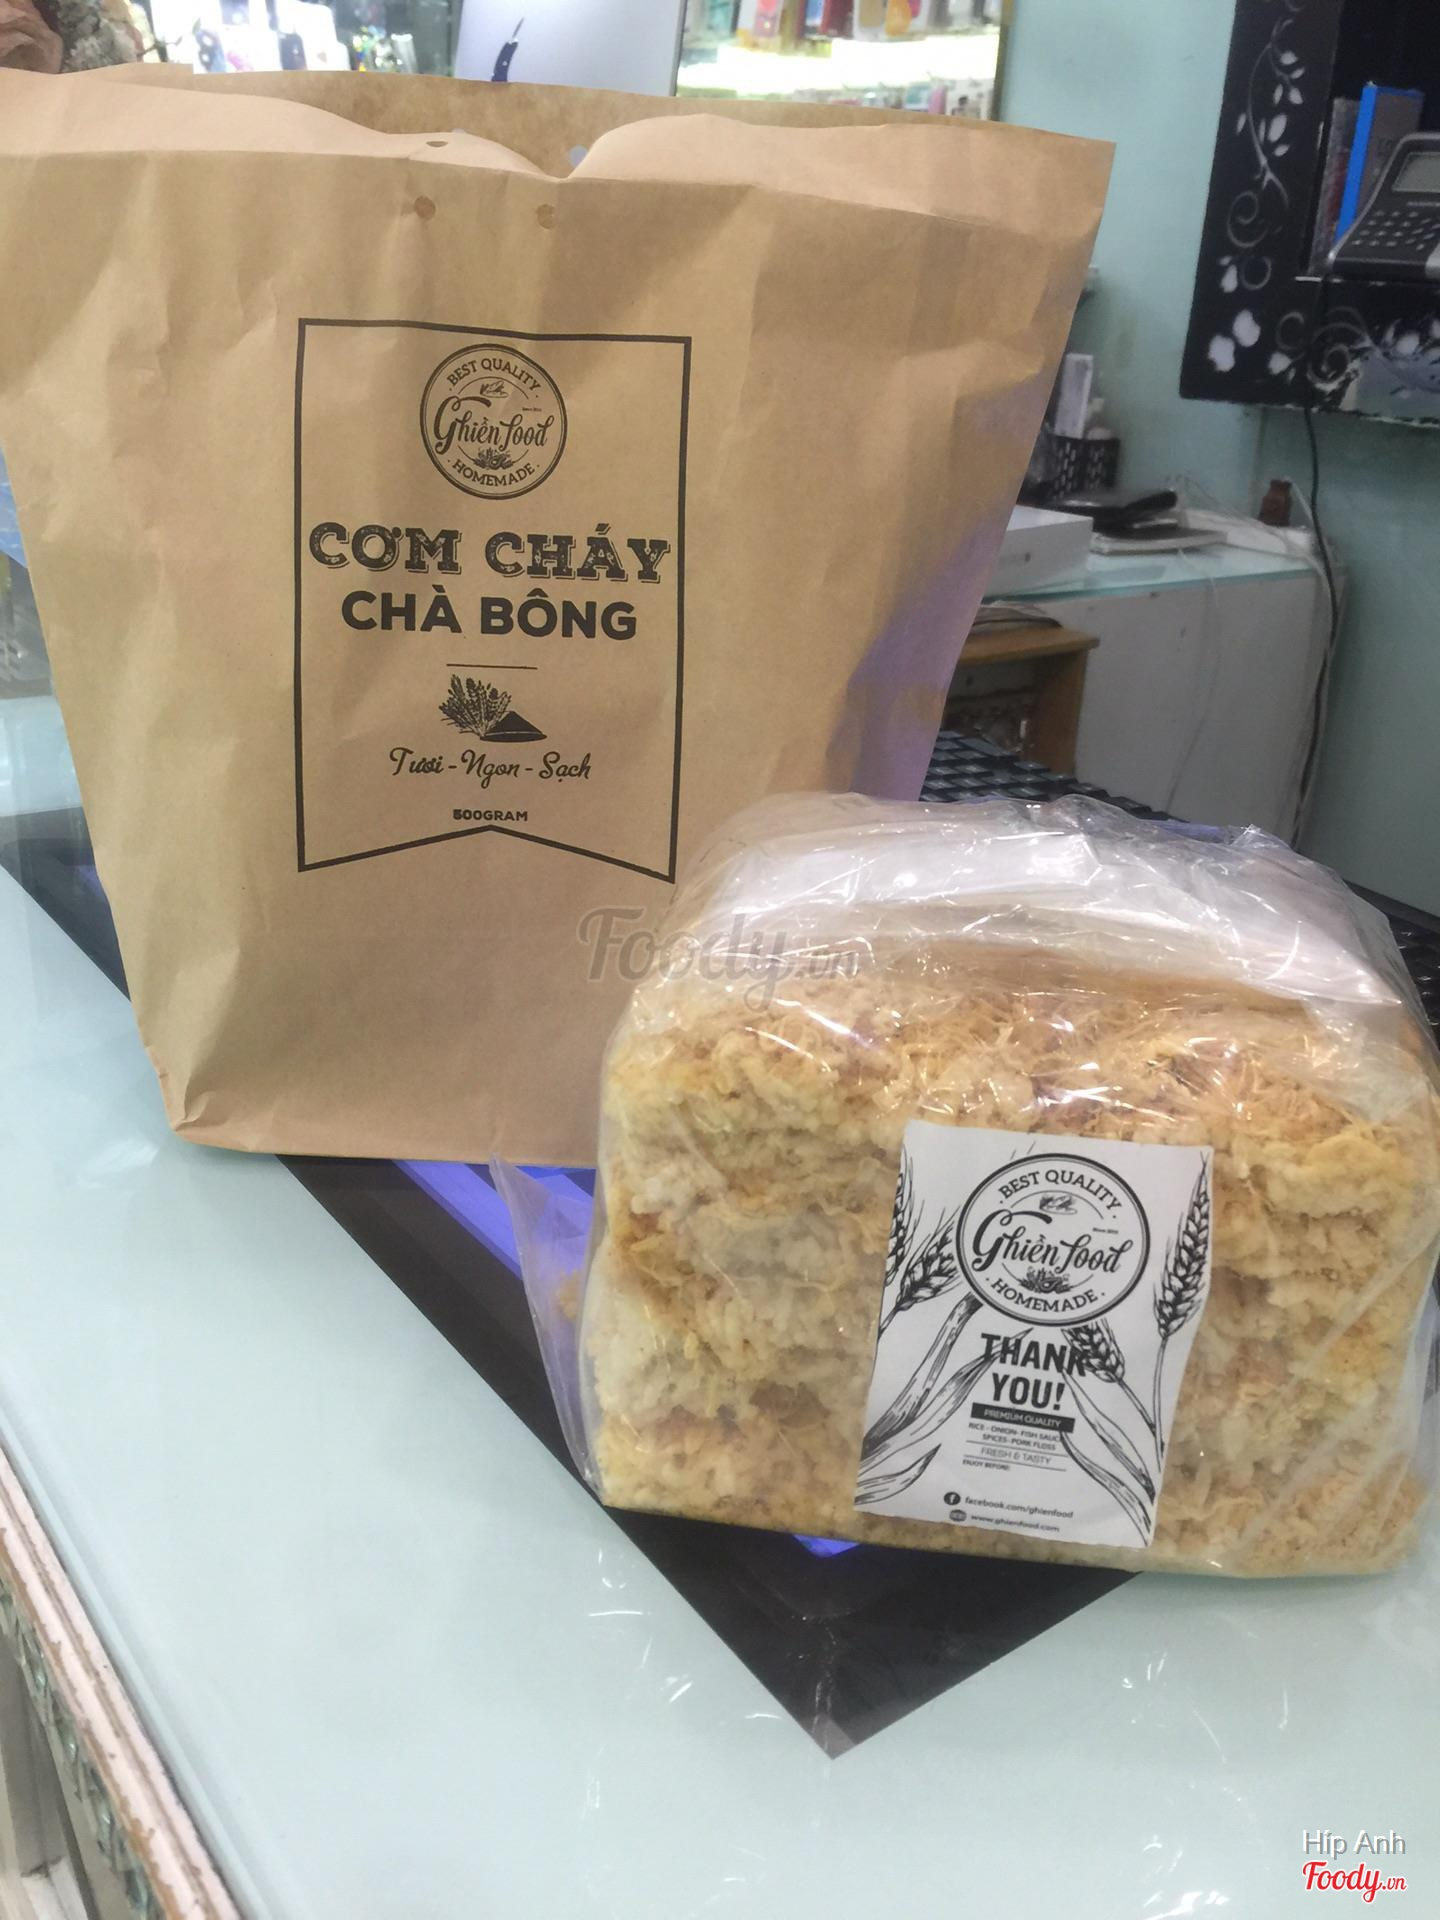 BEST QUALITY
Ghiền food
HOMEMADE
CƠM CHÁY
CHÀ BÔNG
Tươi - Ngon - Sạch
500GRAM
Foody.vn
BEST QUALITY
Ghiền food
HOMEMADE
THANK
YOU!
PREMIUM QUALITY
RICE - ONION - FISH SAUCE
SPICES - PORK FLOSS
FRESH & TASTY
ENJOY BEFORE:
facebook.com/ghienfood
www.ghienfood.com
Híp Anh
Foody.vn